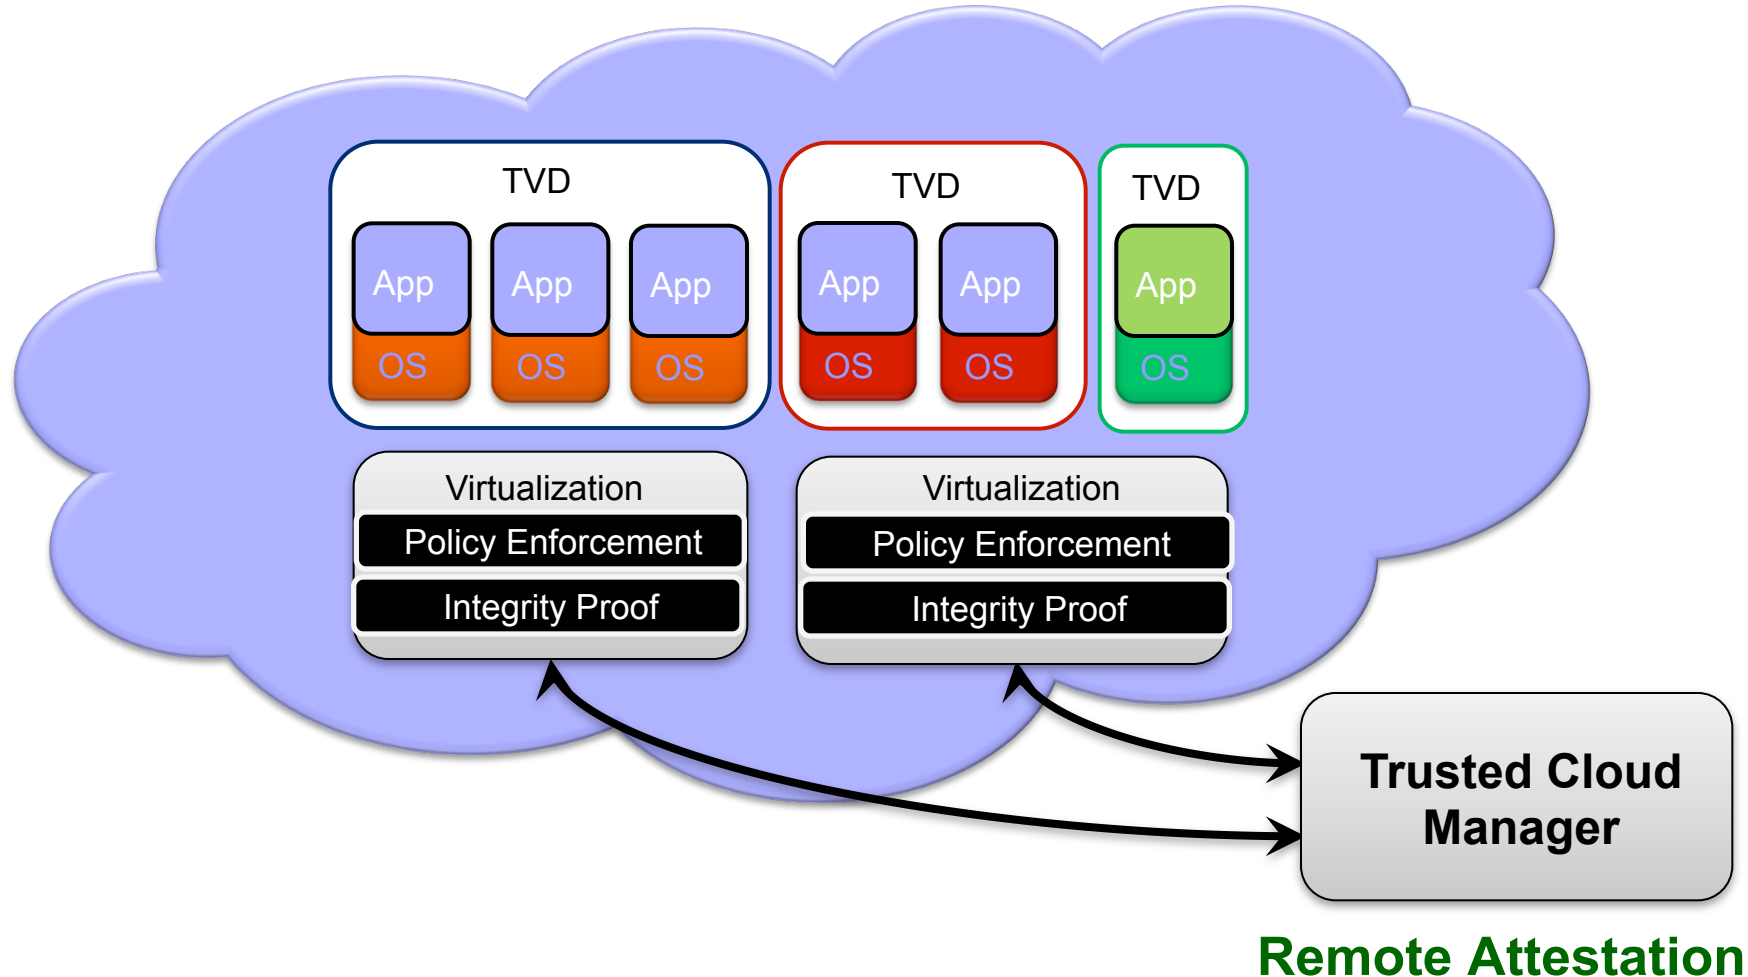 TVD
TVD
TVD
App
App
App
App
App
App
OS
OS
OS
OS
OS
OS
Virtualization
Policy Enforcement
Integrity Proof
Virtualization
Policy Enforcement
Integrity Proof
Trusted Cloud
Manager
Remote Attestation